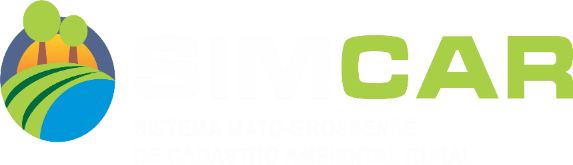 SIMCAR
SISTEMA MATO-GROSSENSE
DE CADASTRO AMBIENTAL RURAL